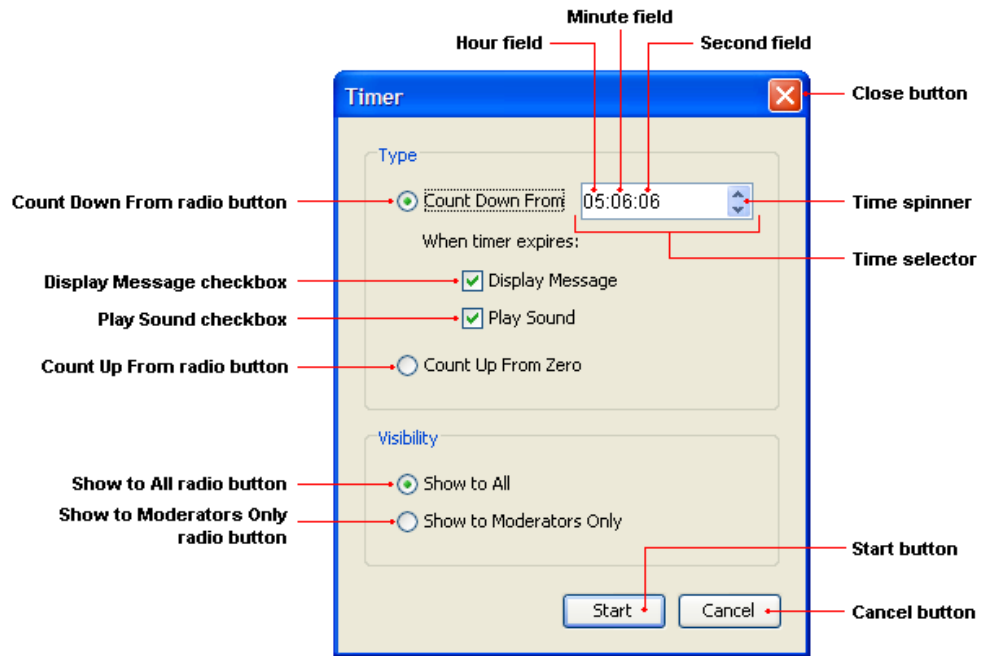 Minute field
Hour field
Second field
Timer
Close button
Type
Count Down From radio button
Count Down From
05:06:06
Time spinner
When timer expires:
Time selector
Display Message checkbox
Display Message
Play Sound checkbox
Play Sound
Count Up From radio button
Count Up From Zero
Visibility
Show to All radio button
Show to All
Show to Moderators Only
radio button
Show to Moderators Only
Start button
Start
Cancel
Cancel button